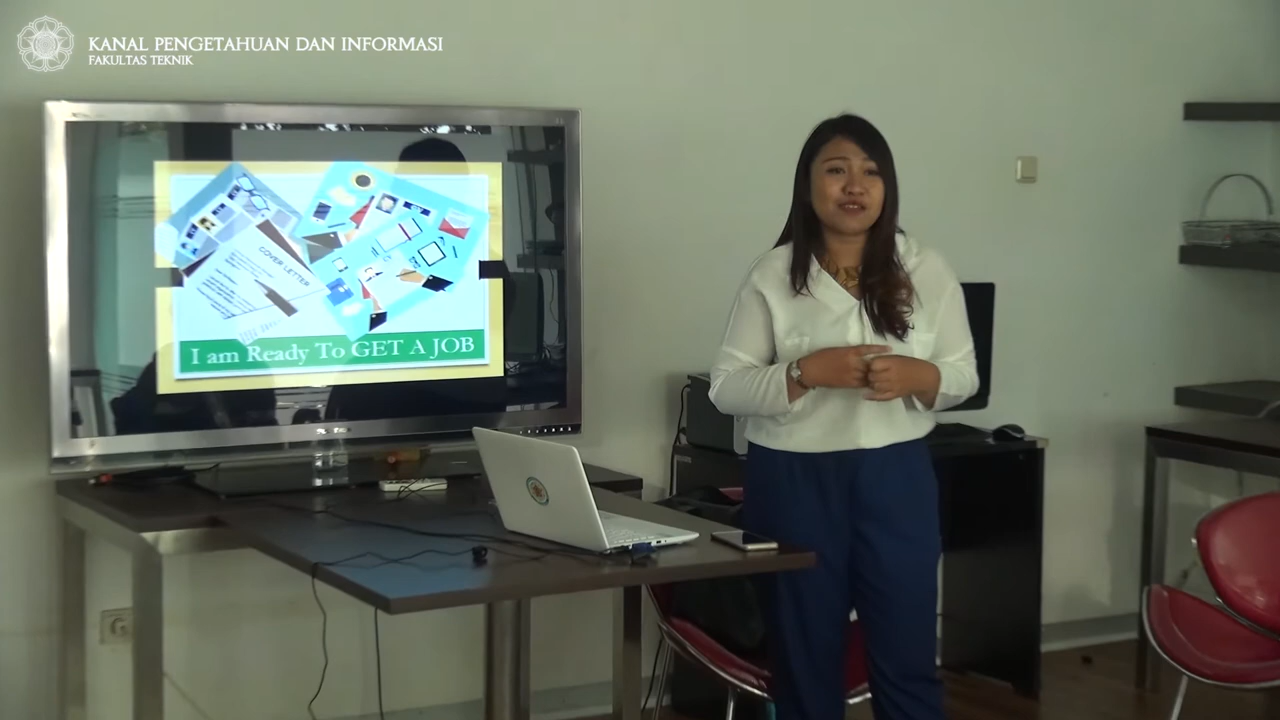 KANAL PENGETAHUAN DAN INFORMASI
FAKULTAS TEKNIK
COVER LETTER
I am Ready To GET A JOB